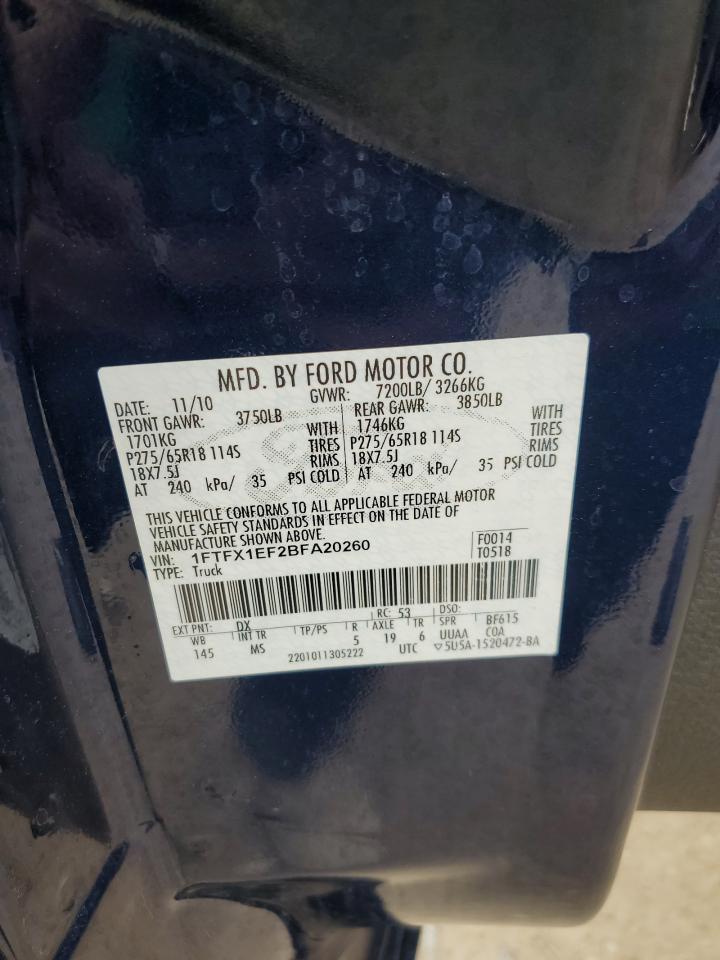 MFD. BY FORD MOTOR CO.
DATE: 11/10 GVWR: 7200LB/ 3266KG
FRONT GAWR: 3750LB REAR GAWR: 3850LB
1701KG WITH 1746KG WITH
P275/65R18 114S TIRES P275/65R18 114S TIRES
18X7.5J RIMS 18X7.5J RIMS
AT 240 kPa/ 35 PSI COLD AT 240 kPa/ 35 PSI COLD
THIS VEHICLE CONFORMS TO ALL APPLICABLE FEDERAL MOTOR
VEHICLE SAFETY STANDARDS IN EFFECT ON THE DATE OF
MANUFACTURE SHOWN ABOVE.
VIN: 1FTFX1EF2BFA20260 F0014
TYPE: Truck T0518
EXT PNT: DX RC: 53 DSO:
WB INT TR TP/PS R AXLE TR SPR BF615
145 MS 5 19 6 UUAA COA
2201011305222 UTC ▽5U5A-1520472-BA